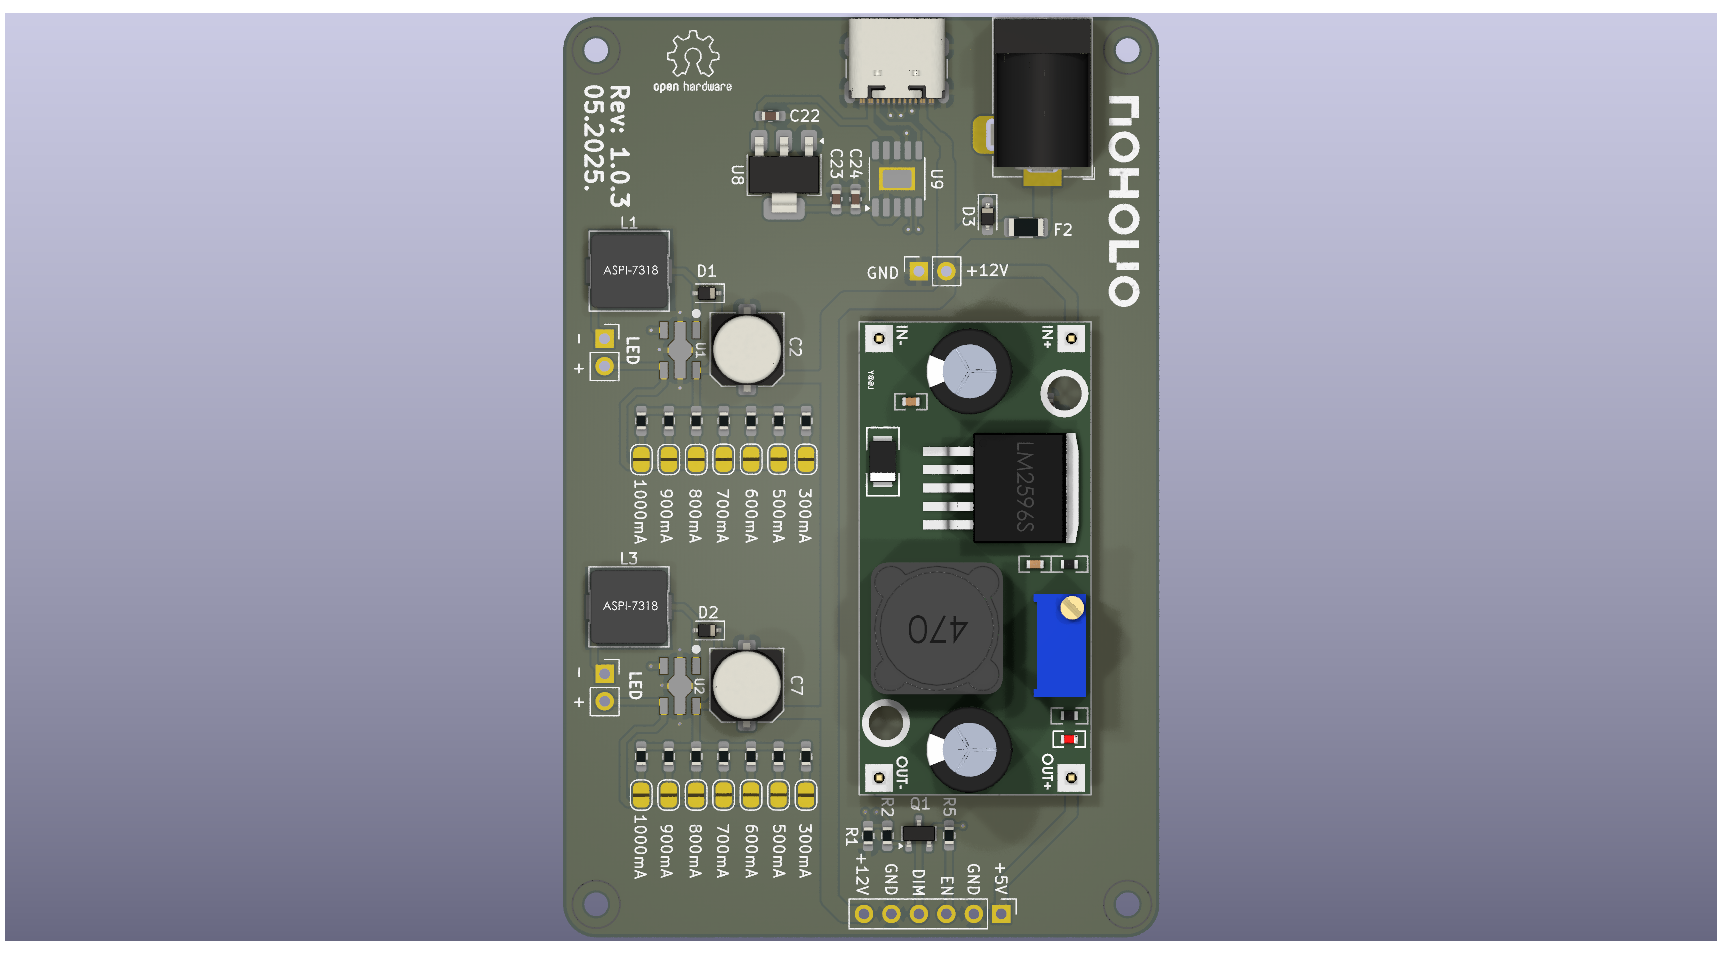 open hardware
Rev: 1.0.3
05.2025.
NOHOLIO
C22
U8
C23
C24
U9
D3
F2
GND
+12V
L1
ASPI-7318
D1
-
+
LED
U1
C2
1000mA
900mA
800mA
700mA
600mA
500mA
300mA
L3
ASPI-7318
D2
-
+
LED
U2
C7
1000mA
900mA
800mA
700mA
600mA
500mA
300mA
IN-
IN+
LM2596S
470
OUT-
OUT+
R1
R2
Q1
R5
+12V
GND
DIM
EN
GND
+5V